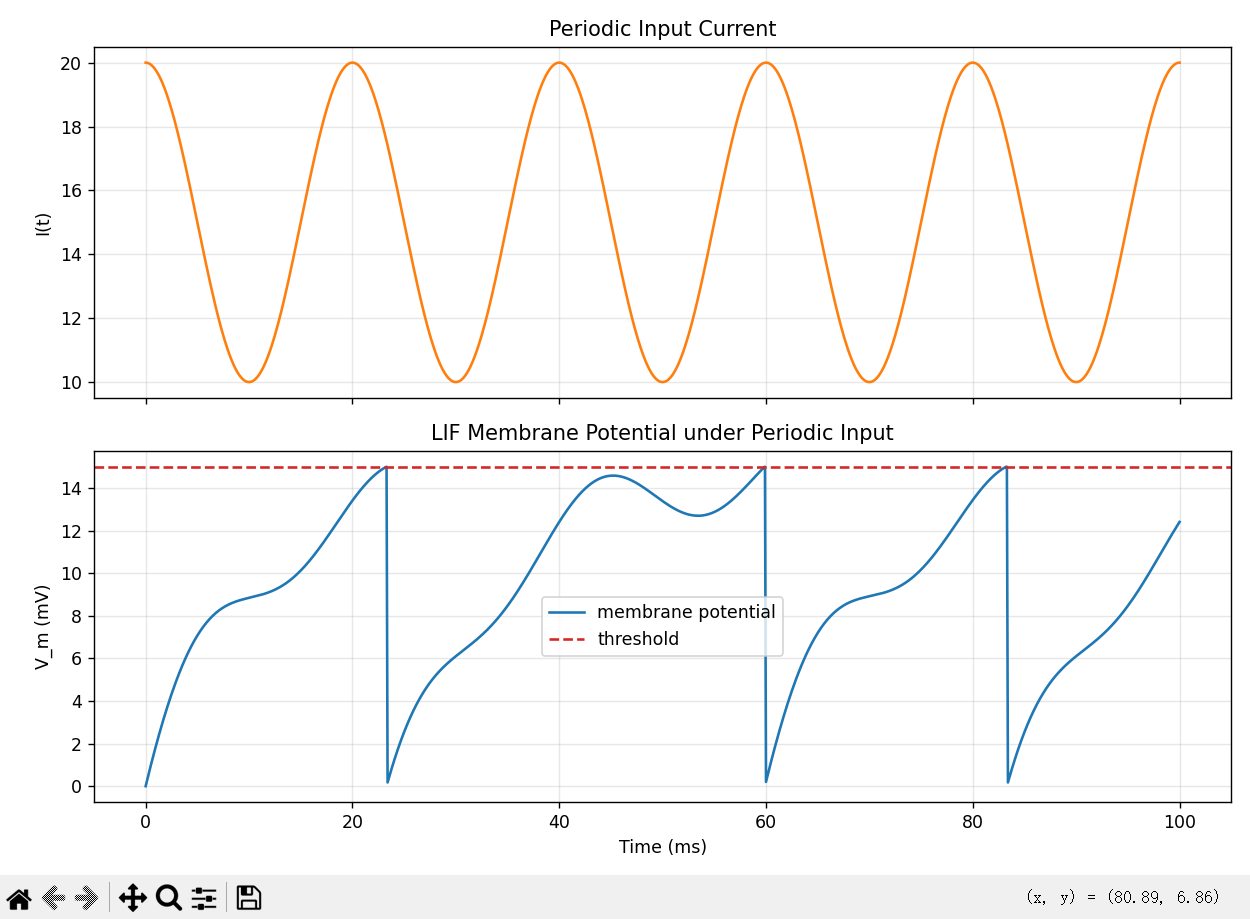 Periodic Input Current
I(t)
20
18
16
14
12
10
LIF Membrane Potential under Periodic Input
V_m (mV)
14
12
10
8
6
4
2
0
membrane potential
threshold
0 20 40 60 80 100
Time (ms)
(x, y) = (80.89, 6.86)